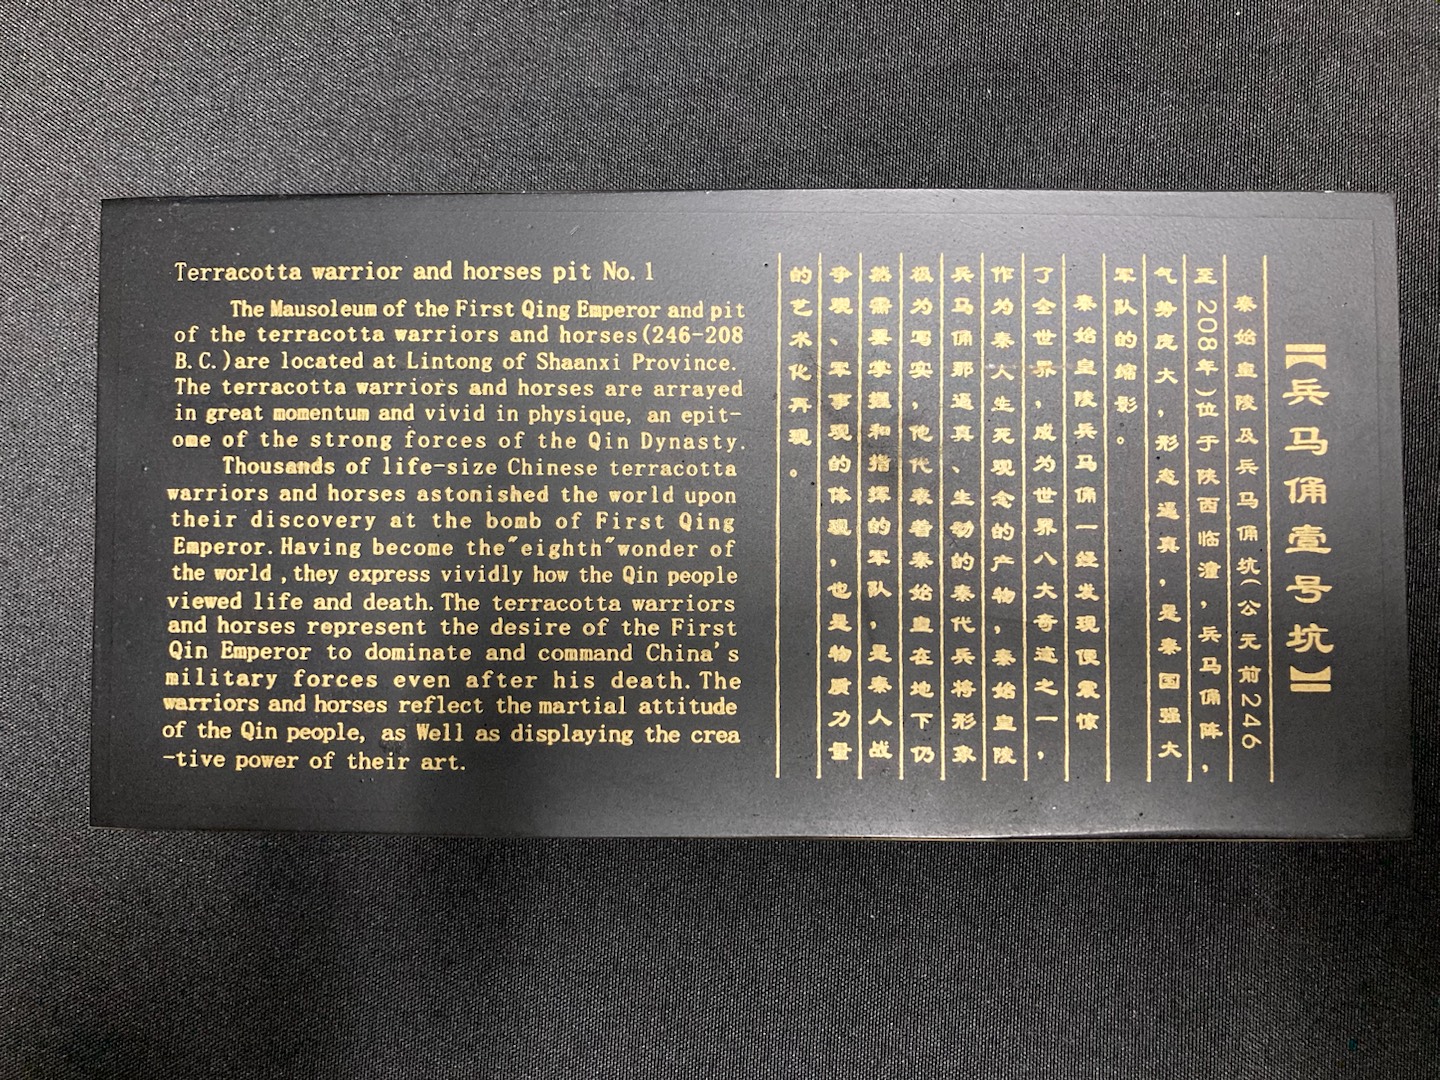 Terracotta warrior and horses pit No.1
The Mausoleum of the First Qing Emperor and pit
of the terracotta warriors and horses(246-208
B.C.)are located at Lintong of Shaanxi Province.
The terracotta warriors and horses are arrayed
in great momentum and vivid in physique, an epit-
ome of the strong forces of the Qin Dynasty.
Thousands of life-size Chinese terracotta
warriors and horses astonished the world upon
their discovery at the bomb of First Qing
Emperor. Having become the"eighth"wonder of
the world ,they express vividly how the Qin people
viewed life and death. The terracotta warriors
and horses represent the desire of the First
Qin Emperor to dominate and command China's
military forces even after his death. The
warriors and horses reflect the martial attitude
of the Qin people, as Well as displaying the crea
-tive power of their art.
【兵马俑壹号坑】
秦始皇陵及兵马俑坑(公元前246
至208年)位于陕西临潼,兵马俑阵,
气势庞大,形态逼真,是秦国强大
军队的缩影。
秦始皇陵兵马俑一经发现便震惊
了全世界,成为世界八大奇迹之一,
作为秦人生死观念的产物,秦始皇陵
兵马俑那逼真、生动的秦代兵将形象
极为写实,他代表着秦始皇在地下仍
然需要掌握和指挥的军队,是秦人战
争观、军事观的体现,也是物质力量
的艺术化再现。